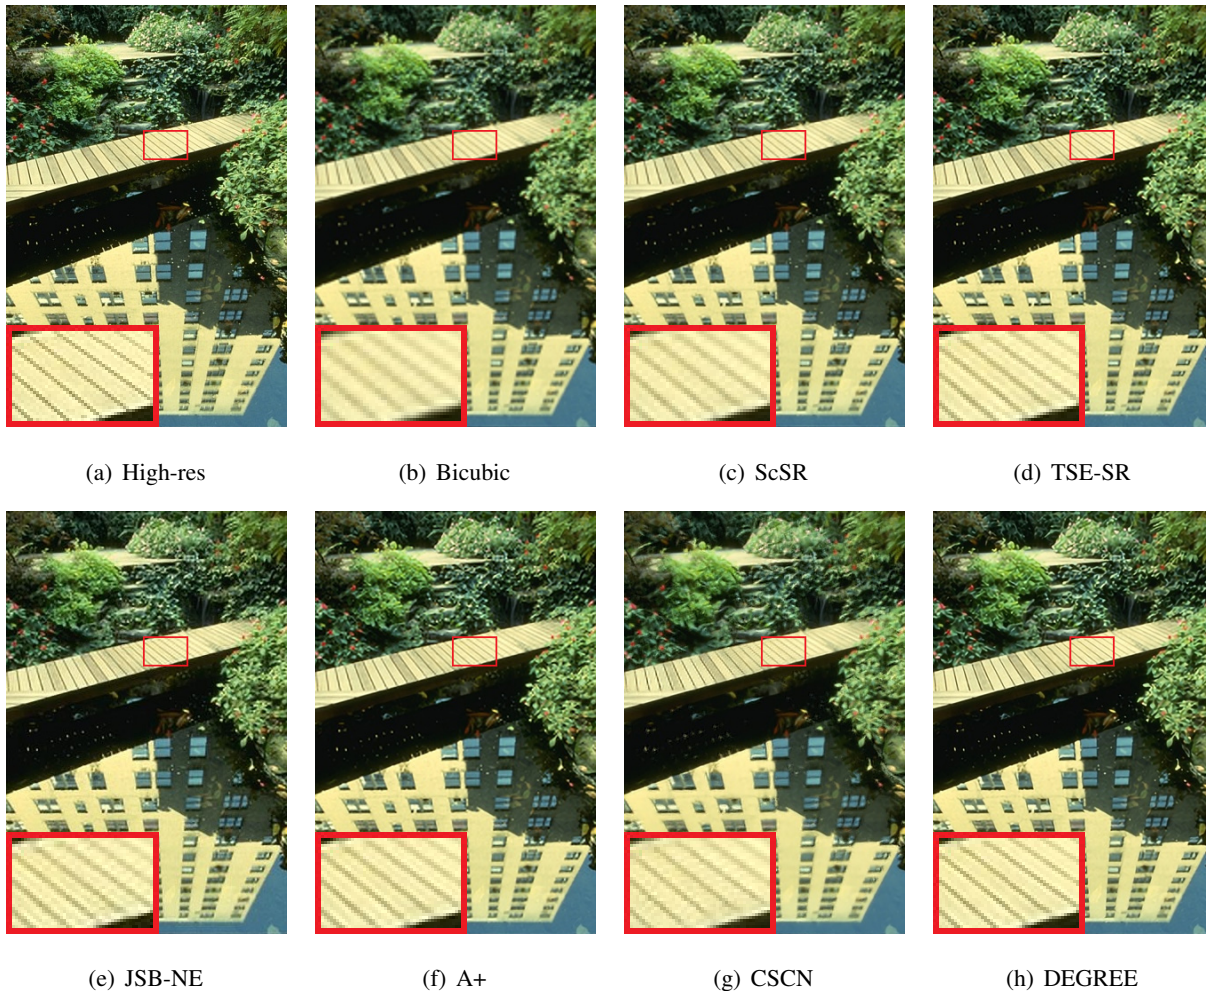 (a) High-res
(b) Bicubic
(c) ScSR
(d) TSE-SR
(e) JSB-NE
(f) A+
(g) CSCN
(h) DEGREE